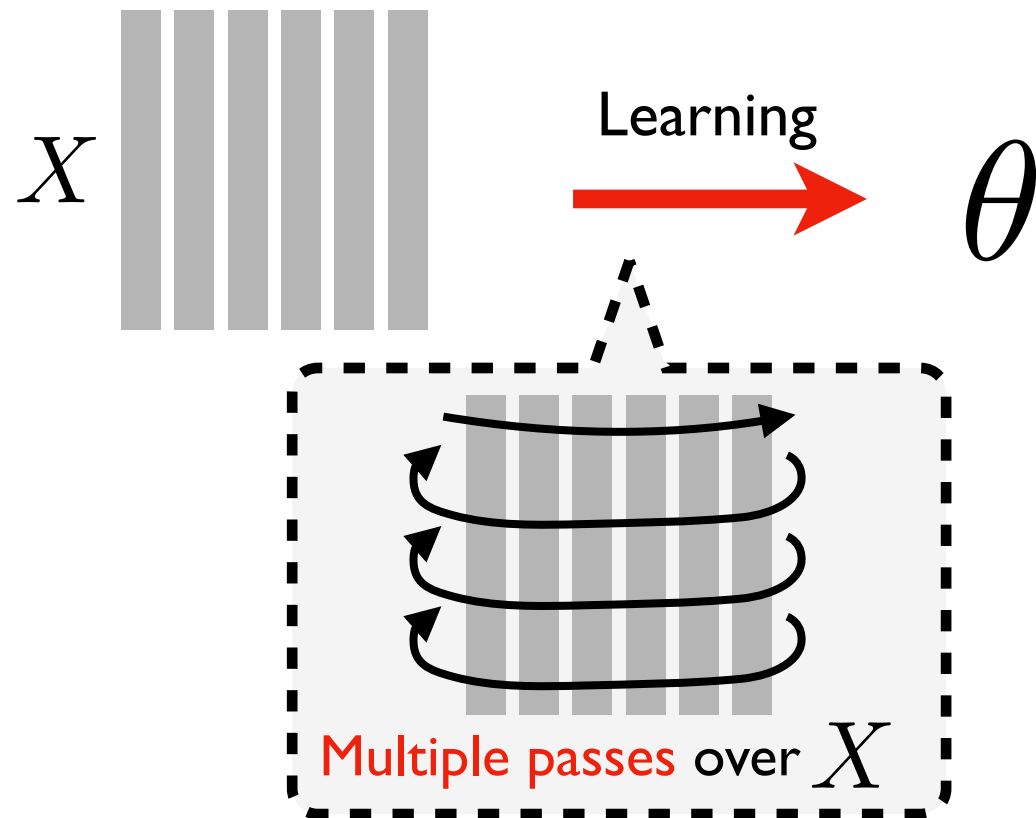 Learning
X
θ
Multiple passes over X